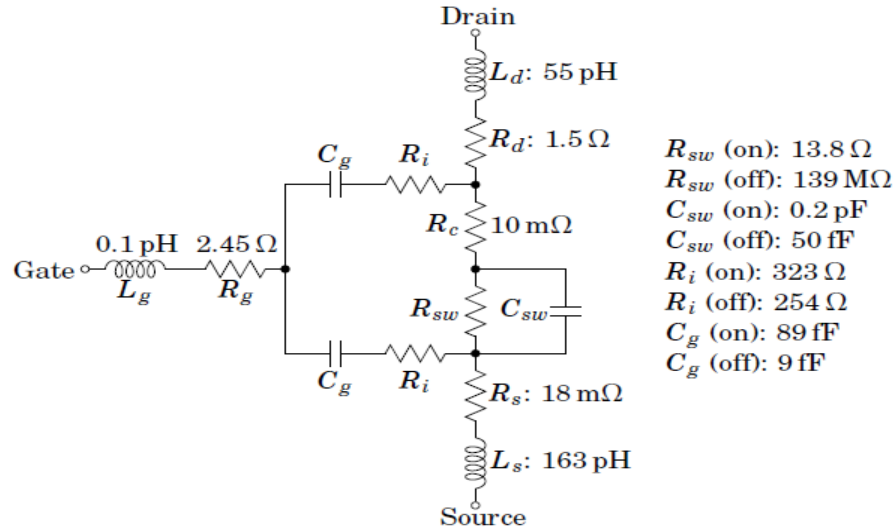 Drain
L_d: 55 pH
R_d: 1.5 Ω
C_g
R_i
R_c
10 mΩ
0.1 pH
2.45 Ω
Gate
L_g
R_g
R_sw
C_sw
C_g
R_i
R_s: 18 mΩ
L_s: 163 pH
Source
R_sw (on): 13.8 Ω
R_sw (off): 139 MΩ
C_sw (on): 0.2 pF
C_sw (off): 50 fF
R_i (on): 323 Ω
R_i (off): 254 Ω
C_g (on): 89 fF
C_g (off): 9 fF